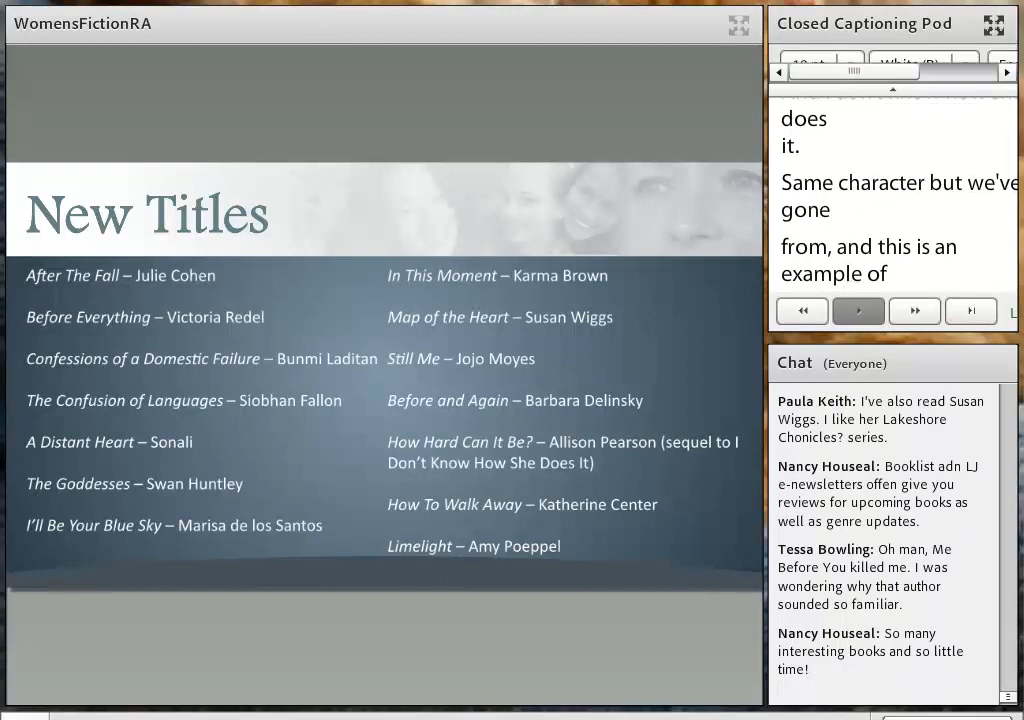 WomensFictionRA
New Titles
After The Fall – Julie Cohen
Before Everything – Victoria Redel
Confessions of a Domestic Failure – Bunmi Laditan
The Confusion of Languages – Siobhan Fallon
A Distant Heart – Sonali
The Goddesses – Swan Huntley
I'll Be Your Blue Sky – Marisa de los Santos
In This Moment – Karma Brown
Map of the Heart – Susan Wiggs
Still Me – Jojo Moyes
Before and Again – Barbara Delinsky
How Hard Can It Be? – Allison Pearson (sequel to I
Don't Know How She Does It)
How To Walk Away – Katherine Center
Limelight – Amy Poeppel
Closed Captioning Pod
does
it.
Same character but we've
gone
from, and this is an
example of
Chat (Everyone)
Paula Keith: I've also read Susan
Wiggs. I like her Lakeshore
Chonicles? series.
Nancy Houseal: Booklist adn LJ
e-newsletters offen give you
reviews for upcoming books as
well as genre updates.
Tessa Bowling: Oh man, Me
Before You killed me. I was
wondering why that author
sounded so familiar.
Nancy Houseal: So many
interesting books and so little
time!